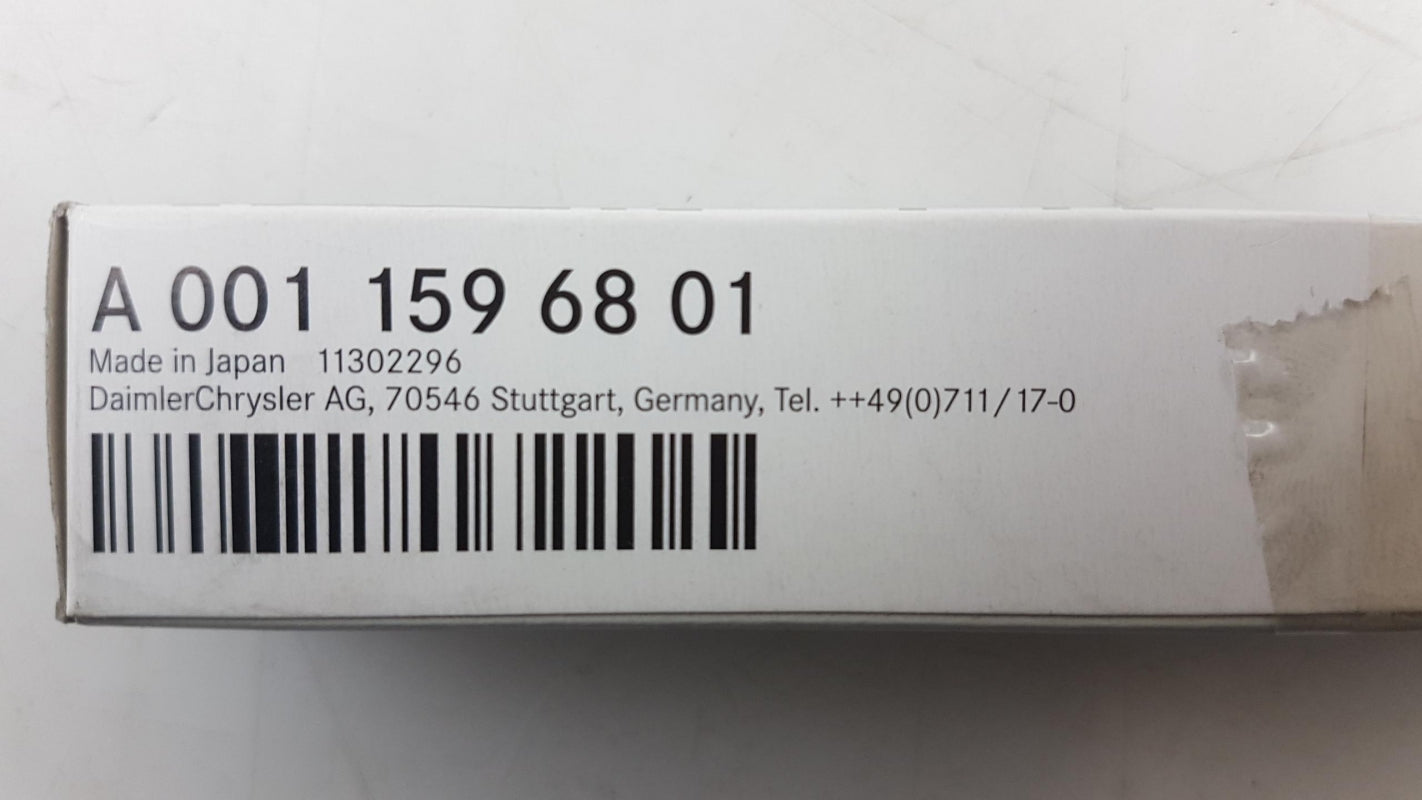 A 001 159 68 01
Made in Japan 11302296
DaimlerChrysler AG, 70546 Stuttgart, Germany, Tel. ++49(0)711/17-0